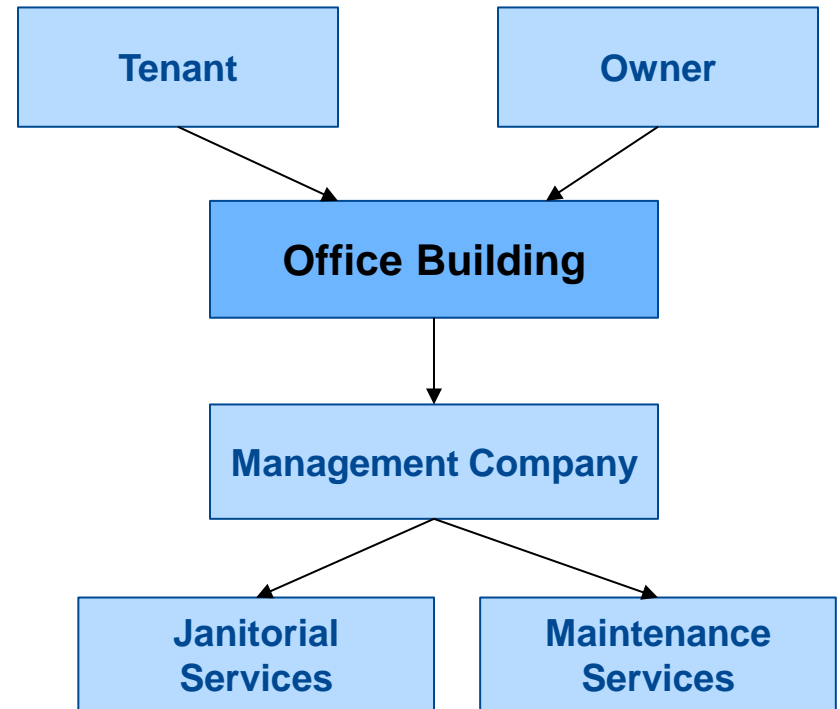 Tenant
Owner
Office Building
Management Company
Janitorial
Services
Maintenance
Services